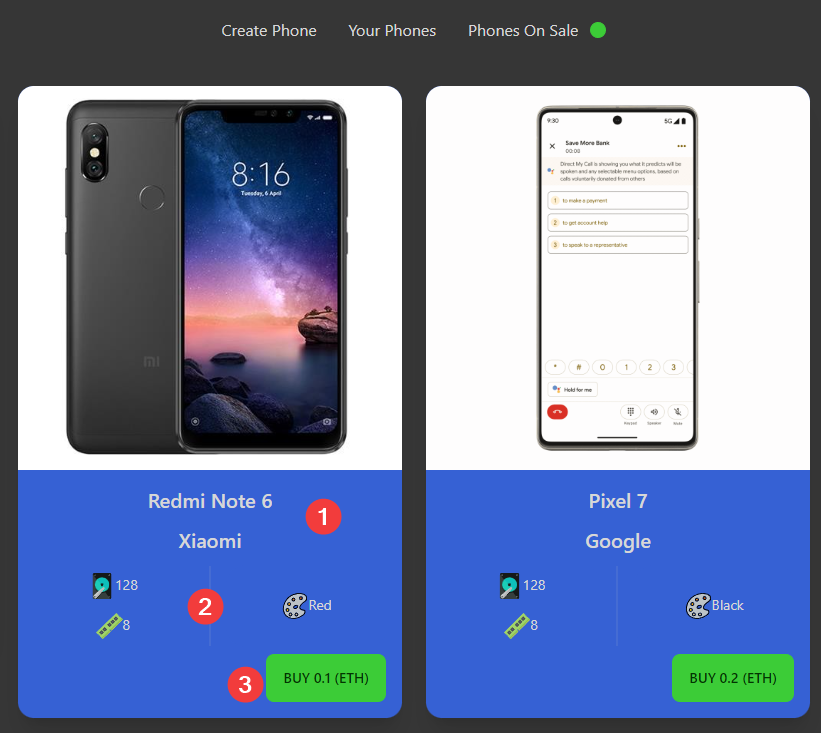 Create Phone Your Phones Phones On Sale
8:16
Tuesday, 6 April
mi
9:30 5G
Save More Bank
00:06
Direct My Call is showing you what it predicts will be
spoken and any selectable menu options, based on
calls voluntarily donated from others
1 to make a payment
2 to get account help
3 to speak to a representative
* # 0 1 2 3
Hold for me
Keypad Speaker Mute
Redmi Note 6
1
Xiaomi
128
8
2
Red
3
BUY 0.1 (ETH)
Pixel 7
Google
128
8
Black
BUY 0.2 (ETH)